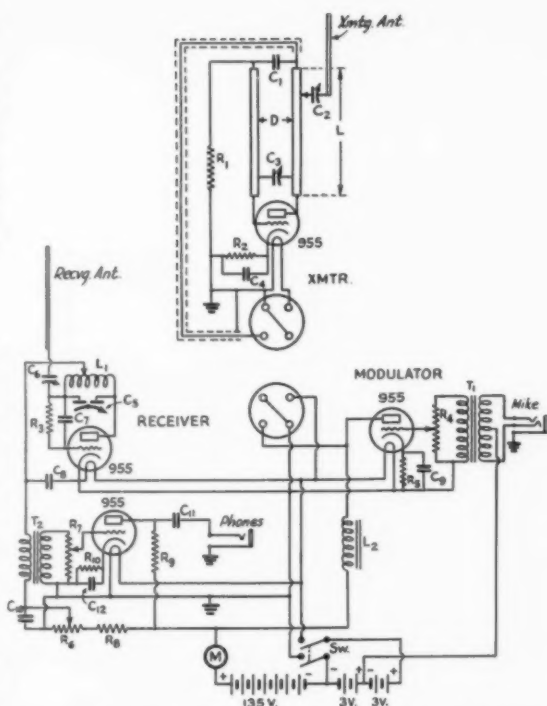 Xmtg. Ant.
C1
C2
D
L
C3
R1
955
R2
C4
XMTR.
Recvg. Ant.
L1
C6
C5
R3
C7
RECEIVER
955
C8
MODULATOR
955
T1
R4
Mike
R5
C9
955
T2
R7
R10
C11
Phones
C12
R9
L2
R6
R8
Sw.
M
+
-
-
+
-
+
135 V.
3V.
3V.